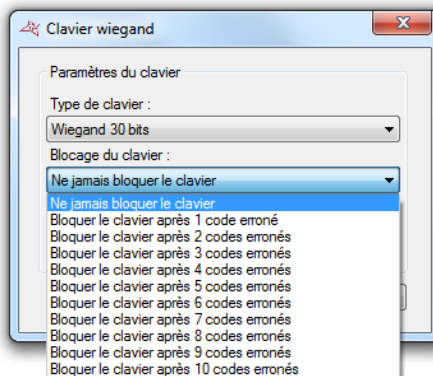 Clavier wiegand
Paramètres du clavier
Type de clavier :
Wiegand 30 bits
Blocage du clavier :
Ne jamais bloquer le clavier
Ne jamais bloquer le clavier
Bloquer le clavier après 1 code erroné
Bloquer le clavier après 2 codes erronés
Bloquer le clavier après 3 codes erronés
Bloquer le clavier après 4 codes erronés
Bloquer le clavier après 5 codes erronés
Bloquer le clavier après 6 codes erronés
Bloquer le clavier après 7 codes erronés
Bloquer le clavier après 8 codes erronés
Bloquer le clavier après 9 codes erronés
Bloquer le clavier après 10 codes erronés